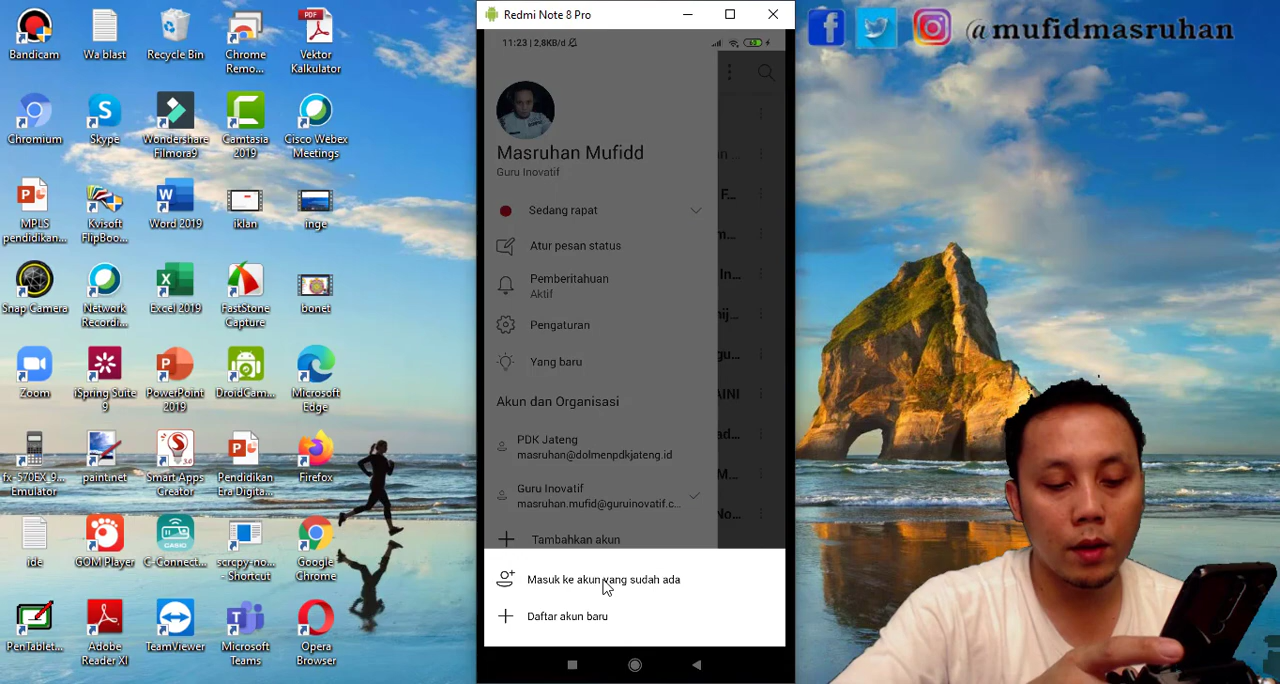 Bandicam
Wa blast
Recycle Bin
Chrome
Remo...
Vektor
Kalkulator
Chromium
Skype
Wondershare
Filmora9
Camtasia
2019
Cisco Webex
Meetings
MPLS
pendidikan...
Kvisoft
FlipBoo...
Word 2019
iklan
inge
Snap Camera
Network
Recordi...
Excel 2019
FastStone
Capture
bonet
Zoom
iSpring Suite
9
PowerPoint
2019
DroidCam...
Microsoft
Edge
fx-570EX_9...
Emulator
paint.net
Smart Apps
Creator
Pendidikan
Era Digita...
Firefox
ide
GOM Player
C-Connect...
scrcpy-no...
- Shortcut
Google
Chrome
PenTablet...
Adobe
Reader XI
TeamViewer
Microsoft
Teams
Opera
Browser
Redmi Note 8 Pro
11:23 | 2,8KB/d
Masruhan Mufidd
Guru Inovatif
Sedang rapat
Atur pesan status
Pemberitahuan
Aktif
Pengaturan
Yang baru
Akun dan Organisasi
PDK Jateng
masruhan@dolmenpdkjateng.id
Guru Inovatif
masruhan.mufid@guruinovatif.c...
Tambahkan akun
Masuk ke akun yang sudah ada
Daftar akun baru
@mufidmasruhan